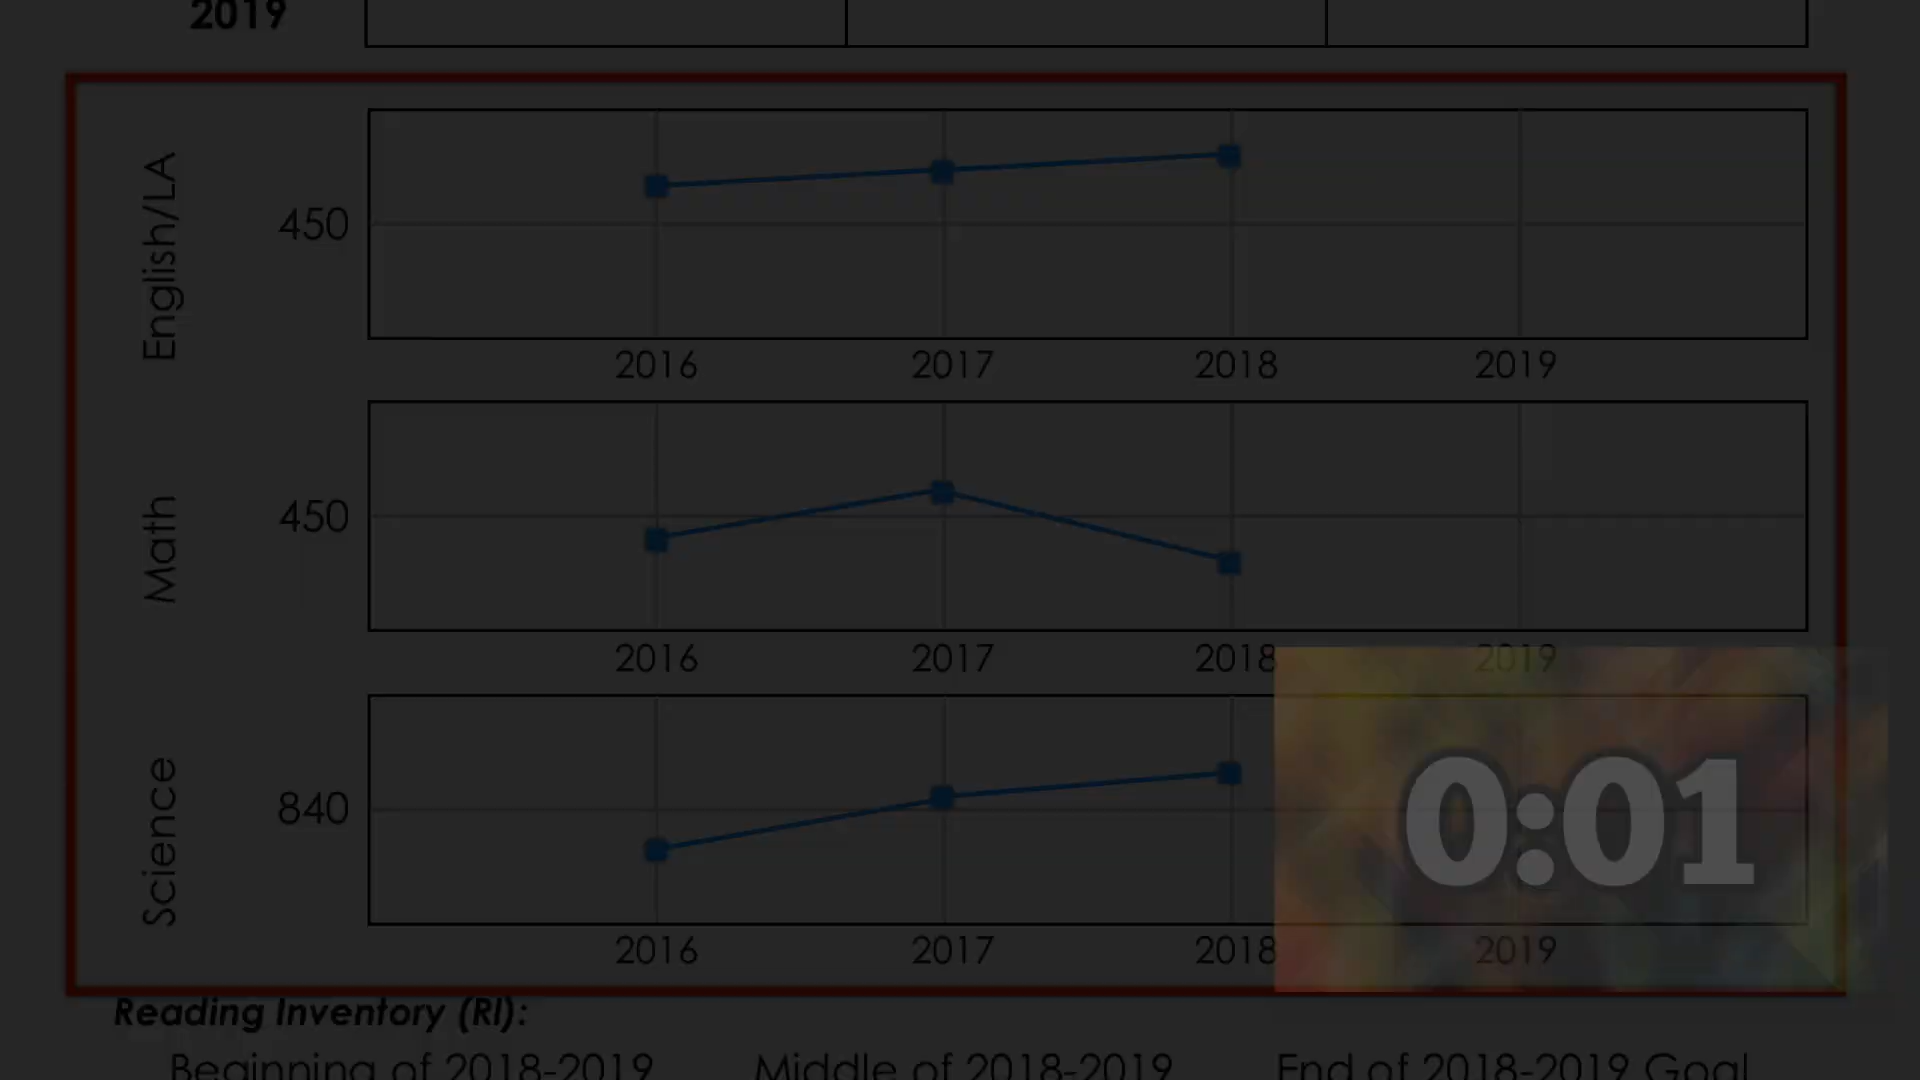 2019
English/LA
450
2016 2017 2018 2019
Math
450
2016 2017 2018 2019
Science
840
0:01
2016 2017 2018 2019
Reading Inventory (RI):
Beginning of 2018-2019 Middle of 2018-2019 End of 2018-2019 Goal